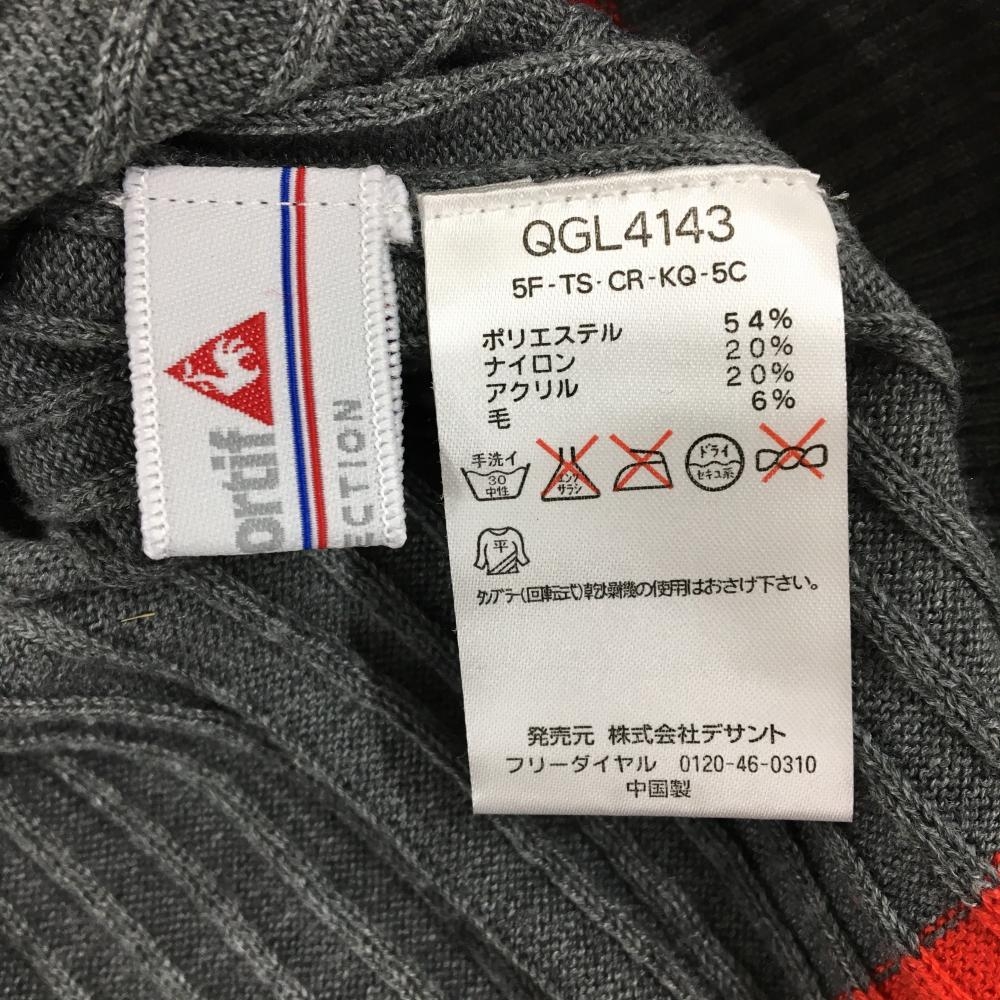 ortif
ECTION
QGL4143
5F-TS·CR-KQ-5C
ポリエステル 54%
ナイロン 20%
アクリル 20%
毛 6%
手洗イ
30
中性
エンソ
サラシ
ドライ
セキユ系
平
タンブラー(回転式)乾燥機の使用はおさけ下さい。
発売元 株式会社デサント
フリーダイヤル 0120-46-0310
中国製